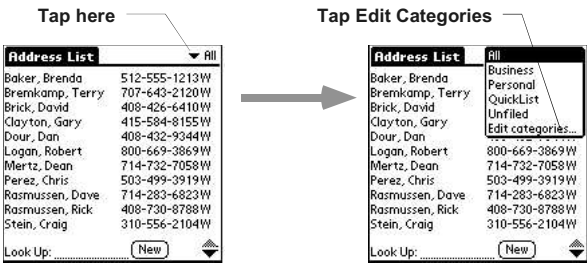 Tap here
Tap Edit Categories
Address List
All
Baker, Brenda 512-555-1213W
Bremkamp, Terry 707-643-2120W
Brick, David 408-426-6410W
Clayton, Gary 415-584-8155W
Dour, Dan 408-432-9344W
Logan, Robert 800-669-3869W
Mertz, Dean 714-732-7058W
Perez, Chris 503-499-3919W
Rasmussen, Dave 714-283-6823W
Rasmussen, Rick 408-730-8788W
Stein, Craig 310-556-2104W
Look Up: New
Address List
All
Business
Personal
QuickList
Unfiled
Edit categories...
Baker, Brenda
Bremkamp, Terry
Brick, David
Clayton, Gary
Dour, Dan
Logan, Robert 800-669-3869W
Mertz, Dean 714-732-7058W
Perez, Chris 503-499-3919W
Rasmussen, Dave 714-283-6823W
Rasmussen, Rick 408-730-8788W
Stein, Craig 310-556-2104W
Look Up: New